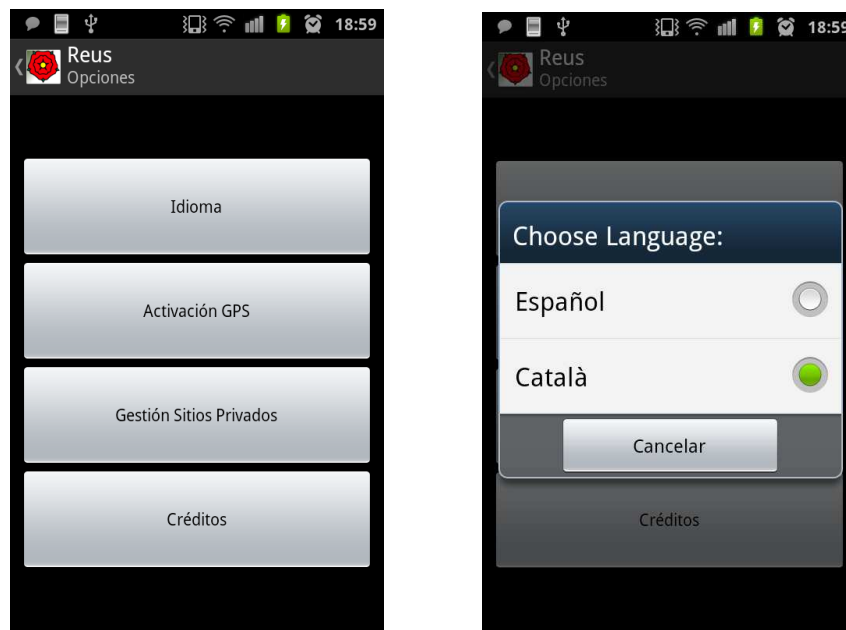 18:59
Reus
Opciones
Idioma
Activación GPS
Gestión Sitios Privados
Créditos
18:59
Reus
Opciones
Choose Language:
Español
Català
Cancelar
Créditos